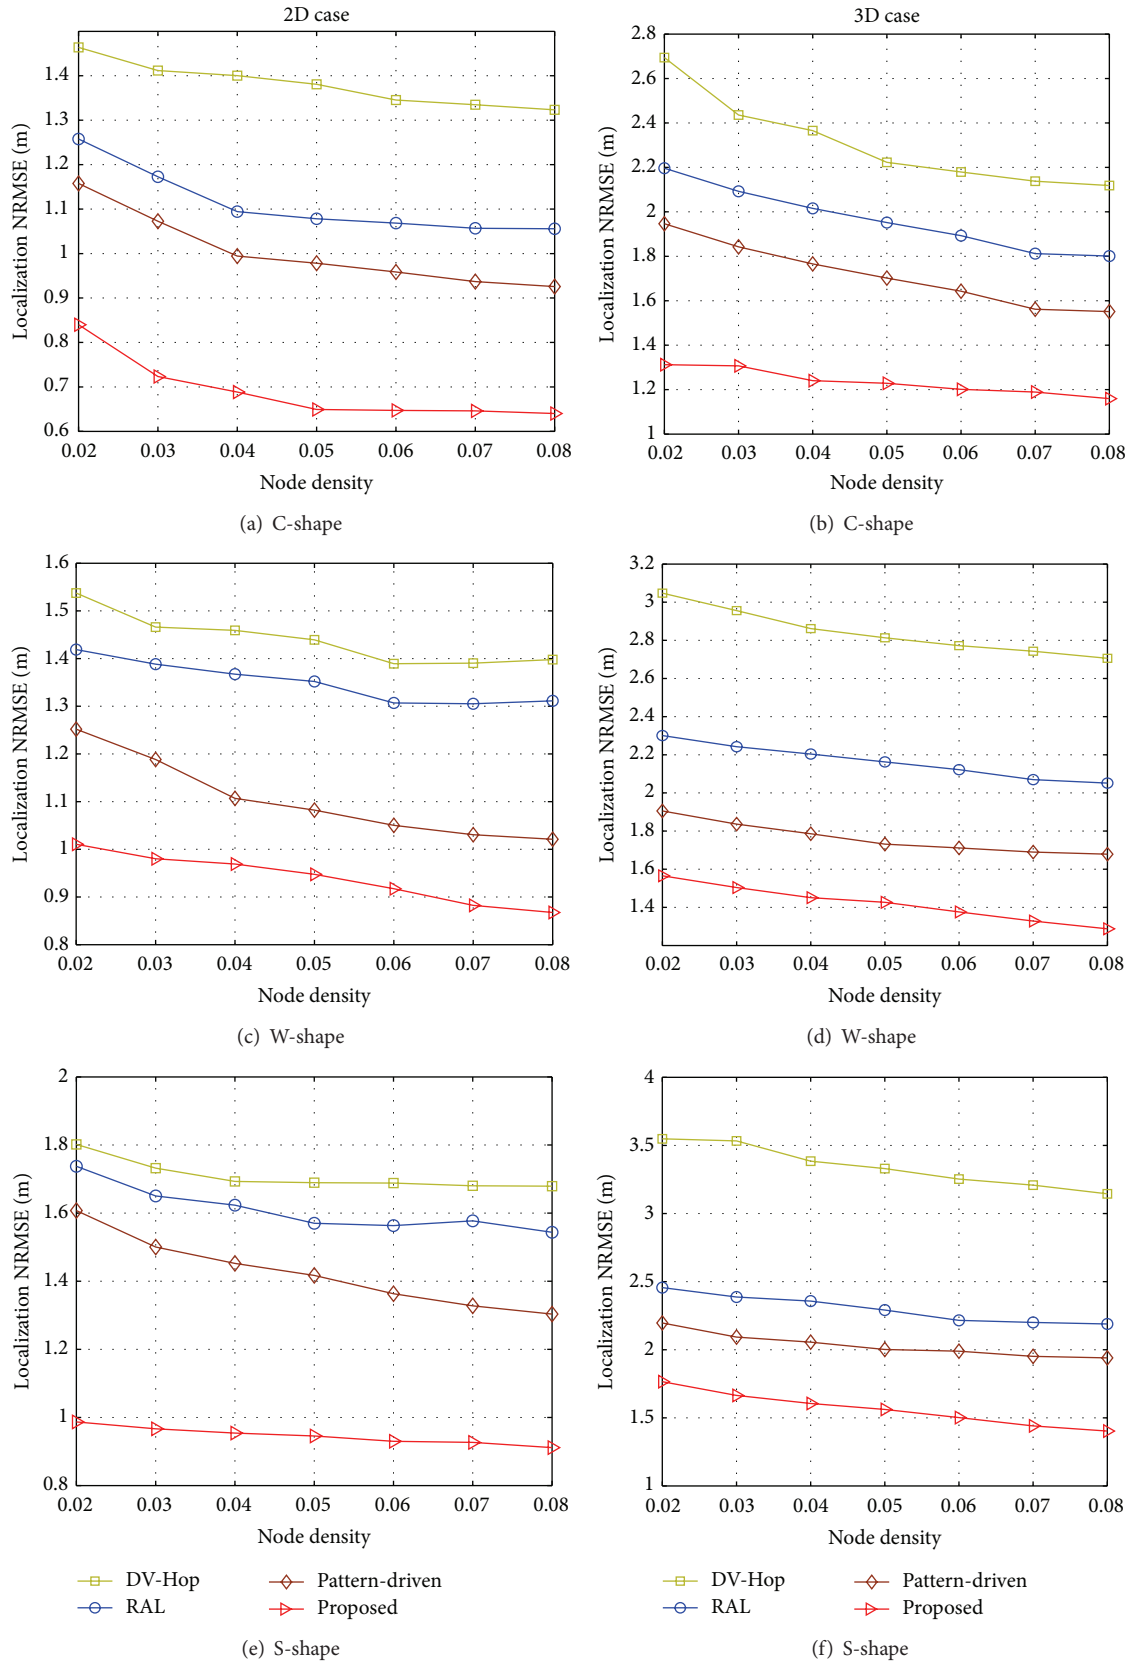 2D case
1.4
1.3
1.2
1.1
1
0.9
0.8
0.7
0.6
Localization NRMSE (m)
0.02 0.03 0.04 0.05 0.06 0.07 0.08
Node density
(a) C-shape
3D case
2.8
2.6
2.4
2.2
2
1.8
1.6
1.4
1.2
1
Localization NRMSE (m)
0.02 0.03 0.04 0.05 0.06 0.07 0.08
Node density
(b) C-shape
1.6
1.5
1.4
1.3
1.2
1.1
1
0.9
0.8
Localization NRMSE (m)
0.02 0.03 0.04 0.05 0.06 0.07 0.08
Node density
(c) W-shape
3.2
3
2.8
2.6
2.4
2.2
2
1.8
1.6
1.4
Localization NRMSE (m)
0.02 0.03 0.04 0.05 0.06 0.07 0.08
Node density
(d) W-shape
2
1.8
1.6
1.4
1.2
1
0.8
Localization NRMSE (m)
0.02 0.03 0.04 0.05 0.06 0.07 0.08
Node density
DV-Hop
RAL
Pattern-driven
Proposed
(e) S-shape
4
3.5
3
2.5
2
1.5
1
Localization NRMSE (m)
0.02 0.03 0.04 0.05 0.06 0.07 0.08
Node density
DV-Hop
RAL
Pattern-driven
Proposed
(f) S-shape